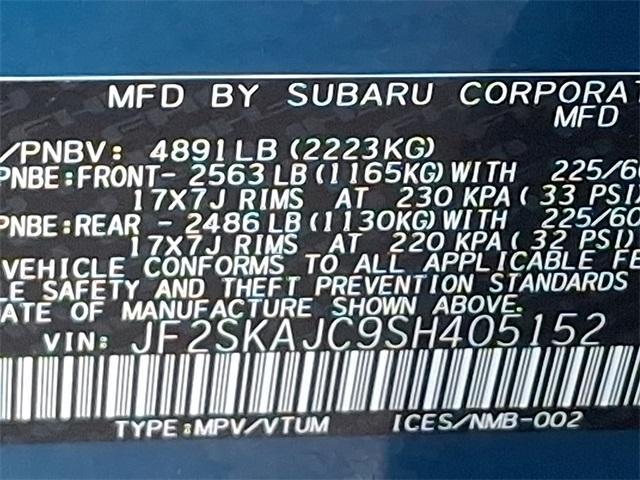 MFD BY SUBARU CORPORAT
MFD
/PNBV: 4891LB (2223KG)
PNBE:FRONT- 2563 LB(1165KG)WITH 225/60
17X7J RIMS AT 230 KPA( 33 PSI)
PNBE:REAR - 2486 LB(1130KG)WITH 225/60
17X7J RIMS AT 220 KPA( 32 PSI)
VEHICLE CONFORMS TO ALL APPLICABLE FE
LE SAFETY AND THEFT PREVENTION STANDARDS
ATE OF MANUFACTURE SHOWN ABOVE.
VIN: JF2SKAJC9SH405152
TYPE:MPV/VTUM ICES/NMB-002